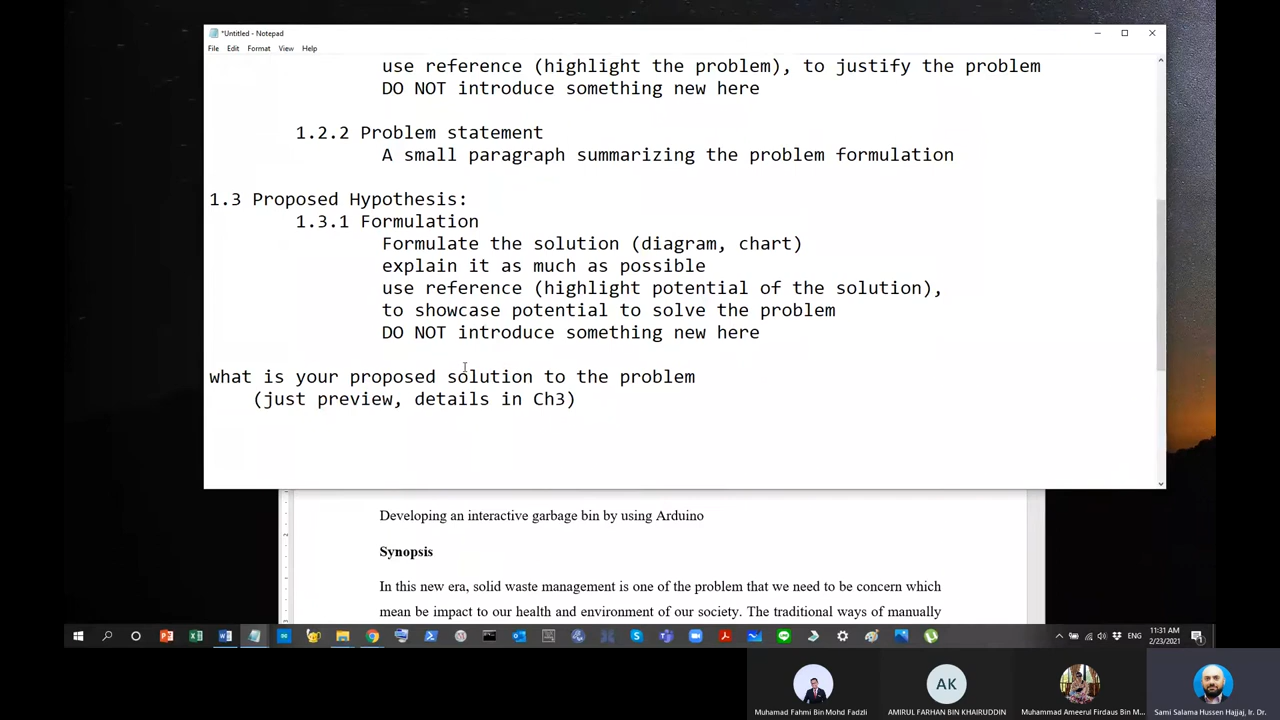 *Untitled - Notepad
File Edit Format View Help
use reference (highlight the problem), to justify the problem
DO NOT introduce something new here
1.2.2 Problem statement
A small paragraph summarizing the problem formulation
1.3 Proposed Hypothesis:
1.3.1 Formulation
Formulate the solution (diagram, chart)
explain it as much as possible
use reference (highlight potential of the solution),
to showcase potential to solve the problem
DO NOT introduce something new here
what is your proposed solution to the problem
(just preview, details in Ch3)
Developing an interactive garbage bin by using Arduino
Synopsis
In this new era, solid waste management is one of the problem that we need to be concern which
mean be impact to our health and environment of our society. The traditional ways of manually
ENG
11:31 AM
2/23/2021
AK
Muhamad Fahmi Bin Mohd Fadzli
AMIRUL FARHAN BIN KHAIRUDDIN
Muhammad Ameerul Firdaus Bin M...
Sami Salama Hussen Hajjaj, Ir. Dr.